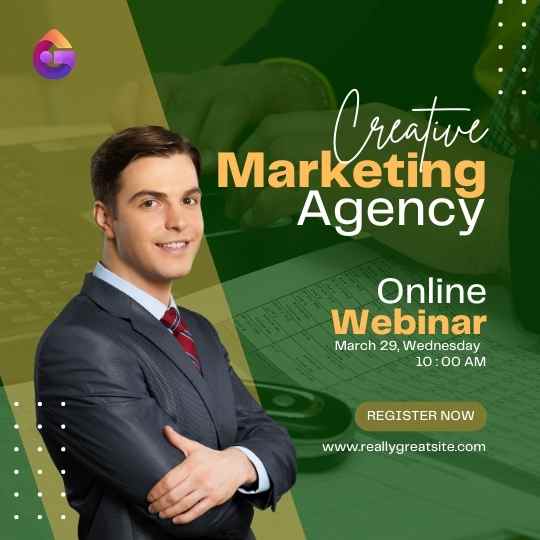 Creative
Marketing
Agency
Online
Webinar
March 29, Wednesday
10 : 00 AM
REGISTER NOW
www.reallygreatsite.com